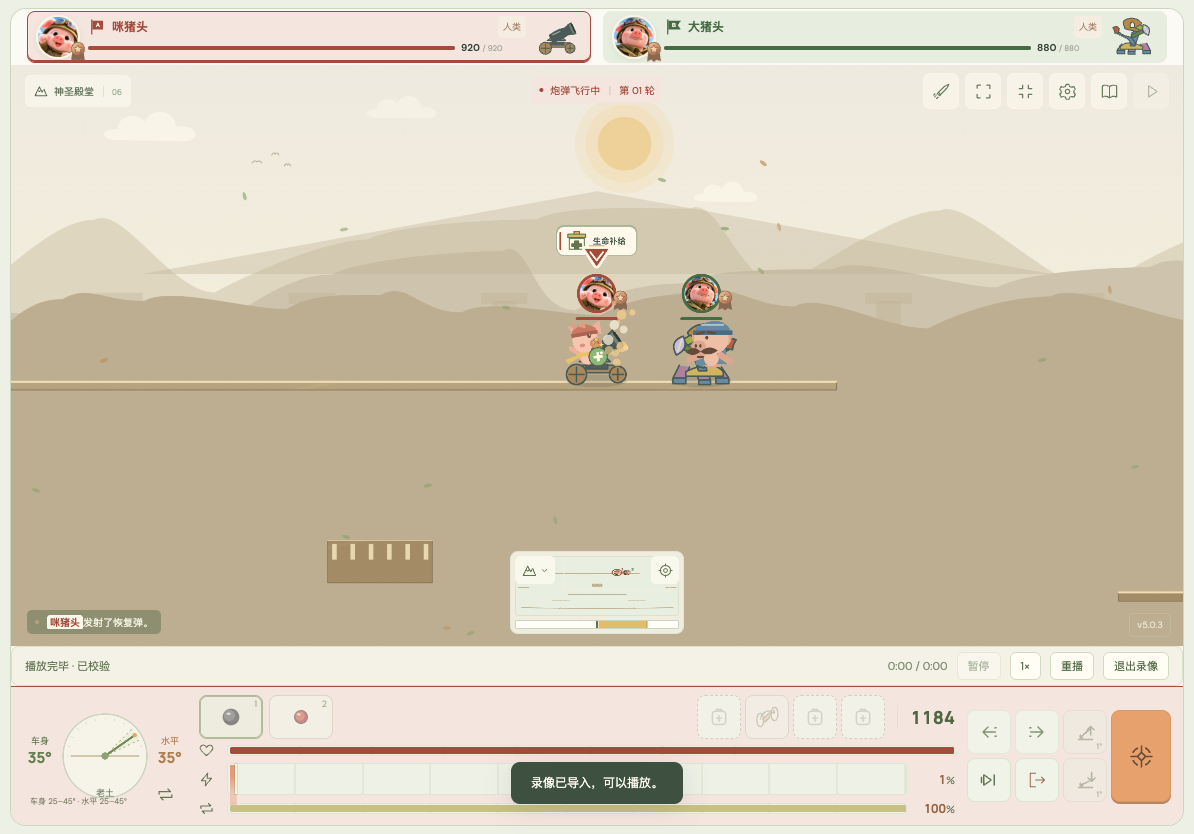 咪猪头
人类
920 / 920
大猪头
人类
880 / 880
神圣殿堂 06
炮弹飞行中 第 01 轮
生命补给
咪猪头发射了恢复弹。
v5.0.3
播放完毕 · 已校验
0:00 / 0:00
暂停
1×
重播
退出录像
1
2
1184
车身
35°
水平
35°
老土
车身 25–45° · 水平 25–45°
1°
1%
录像已导入，可以播放。
1°
100%